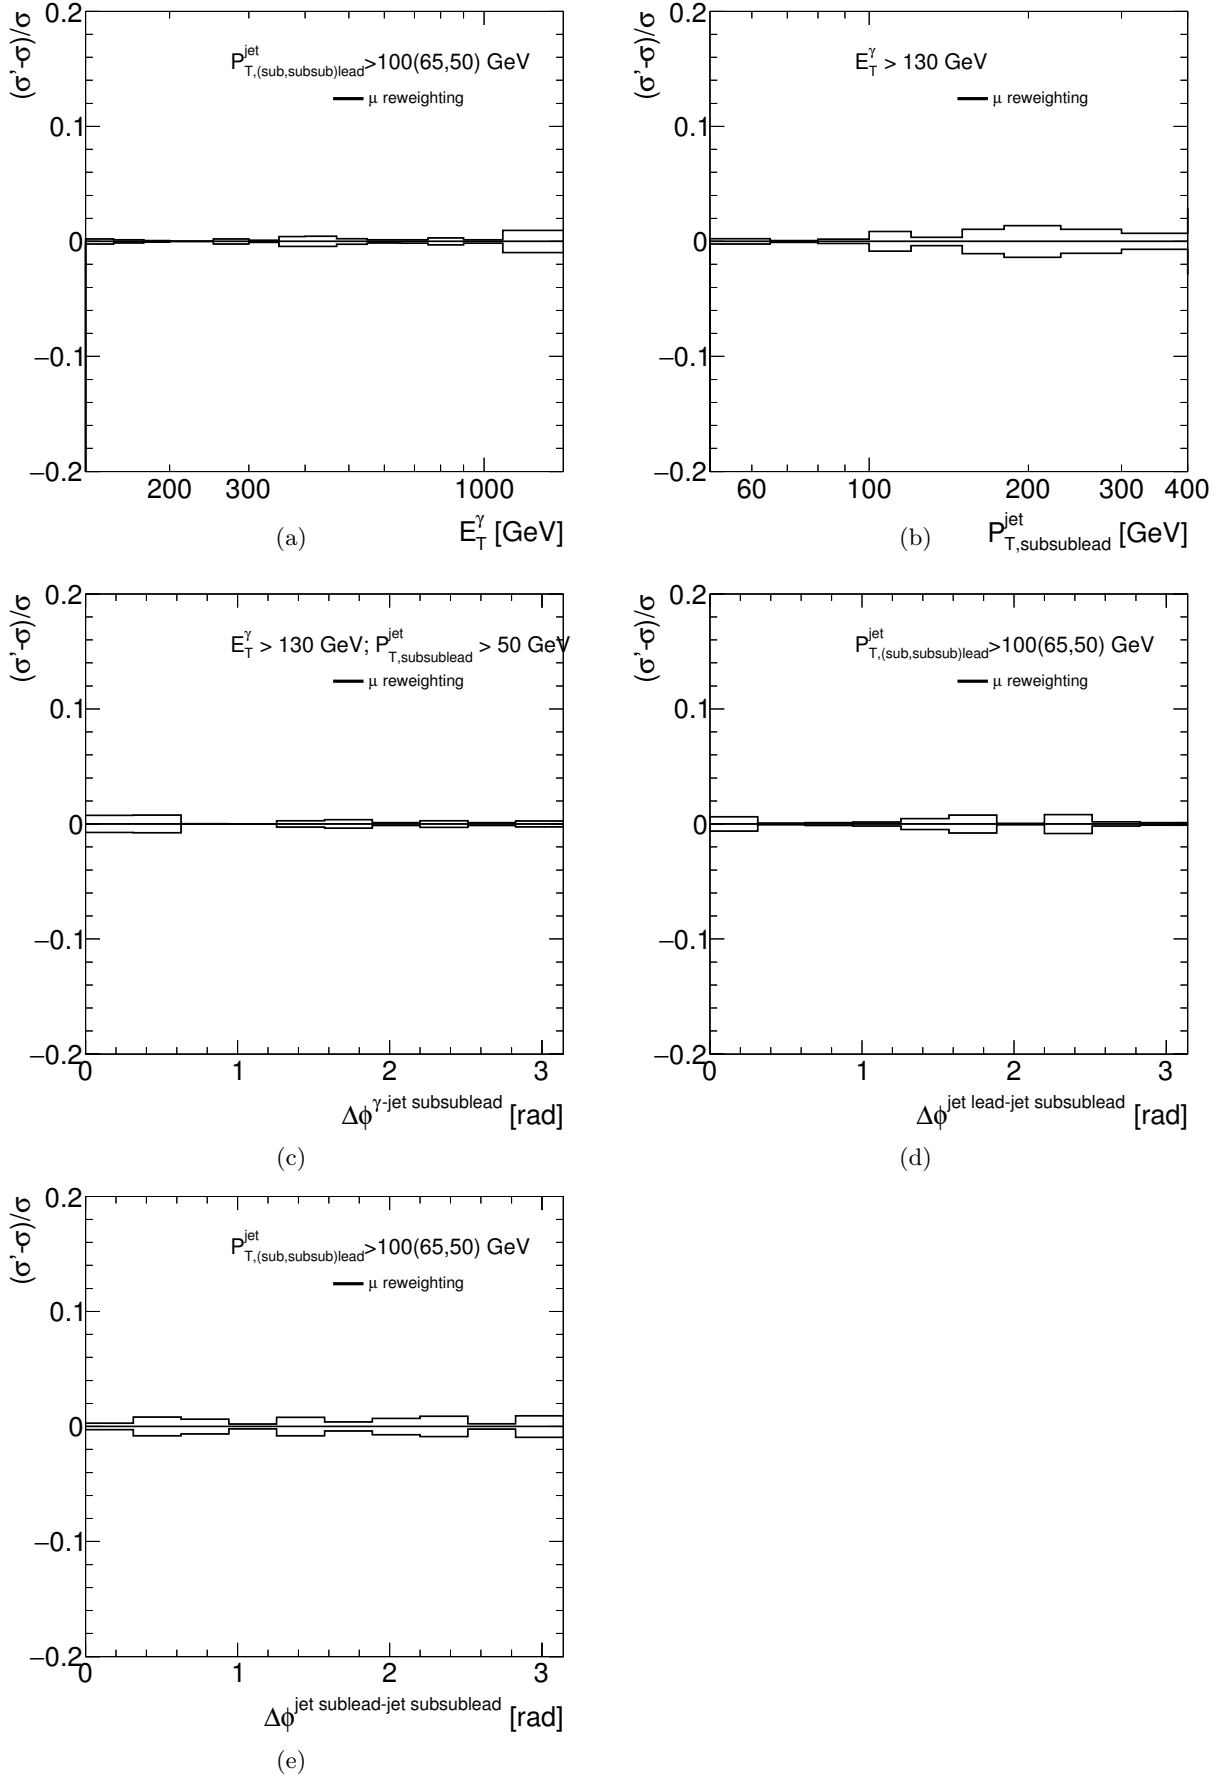 (σ'-σ)/σ
0.2
0.1
0
−0.1
−0.2
P^jet_T,(sub,subsub)lead>100(65,50) GeV
μ reweighting
200 300 1000
E_T^γ [GeV]
(a)
(σ'-σ)/σ
0.2
0.1
0
−0.1
−0.2
E_T^γ > 130 GeV
μ reweighting
60 100 200 300 400
P^jet_T,subsublead [GeV]
(b)
(σ'-σ)/σ
0.2
0.1
0
−0.1
−0.2
E_T^γ > 130 GeV; P^jet_T,subsublead > 50 GeV
μ reweighting
0 1 2 3
Δϕ^γ-jet subsublead [rad]
(c)
(σ'-σ)/σ
0.2
0.1
0
−0.1
−0.2
P^jet_T,(sub,subsub)lead>100(65,50) GeV
μ reweighting
0 1 2 3
Δϕ^jet lead-jet subsublead [rad]
(d)
(σ'-σ)/σ
0.2
0.1
0
−0.1
−0.2
P^jet_T,(sub,subsub)lead>100(65,50) GeV
μ reweighting
0 1 2 3
Δϕ^jet sublead-jet subsublead [rad]
(e)